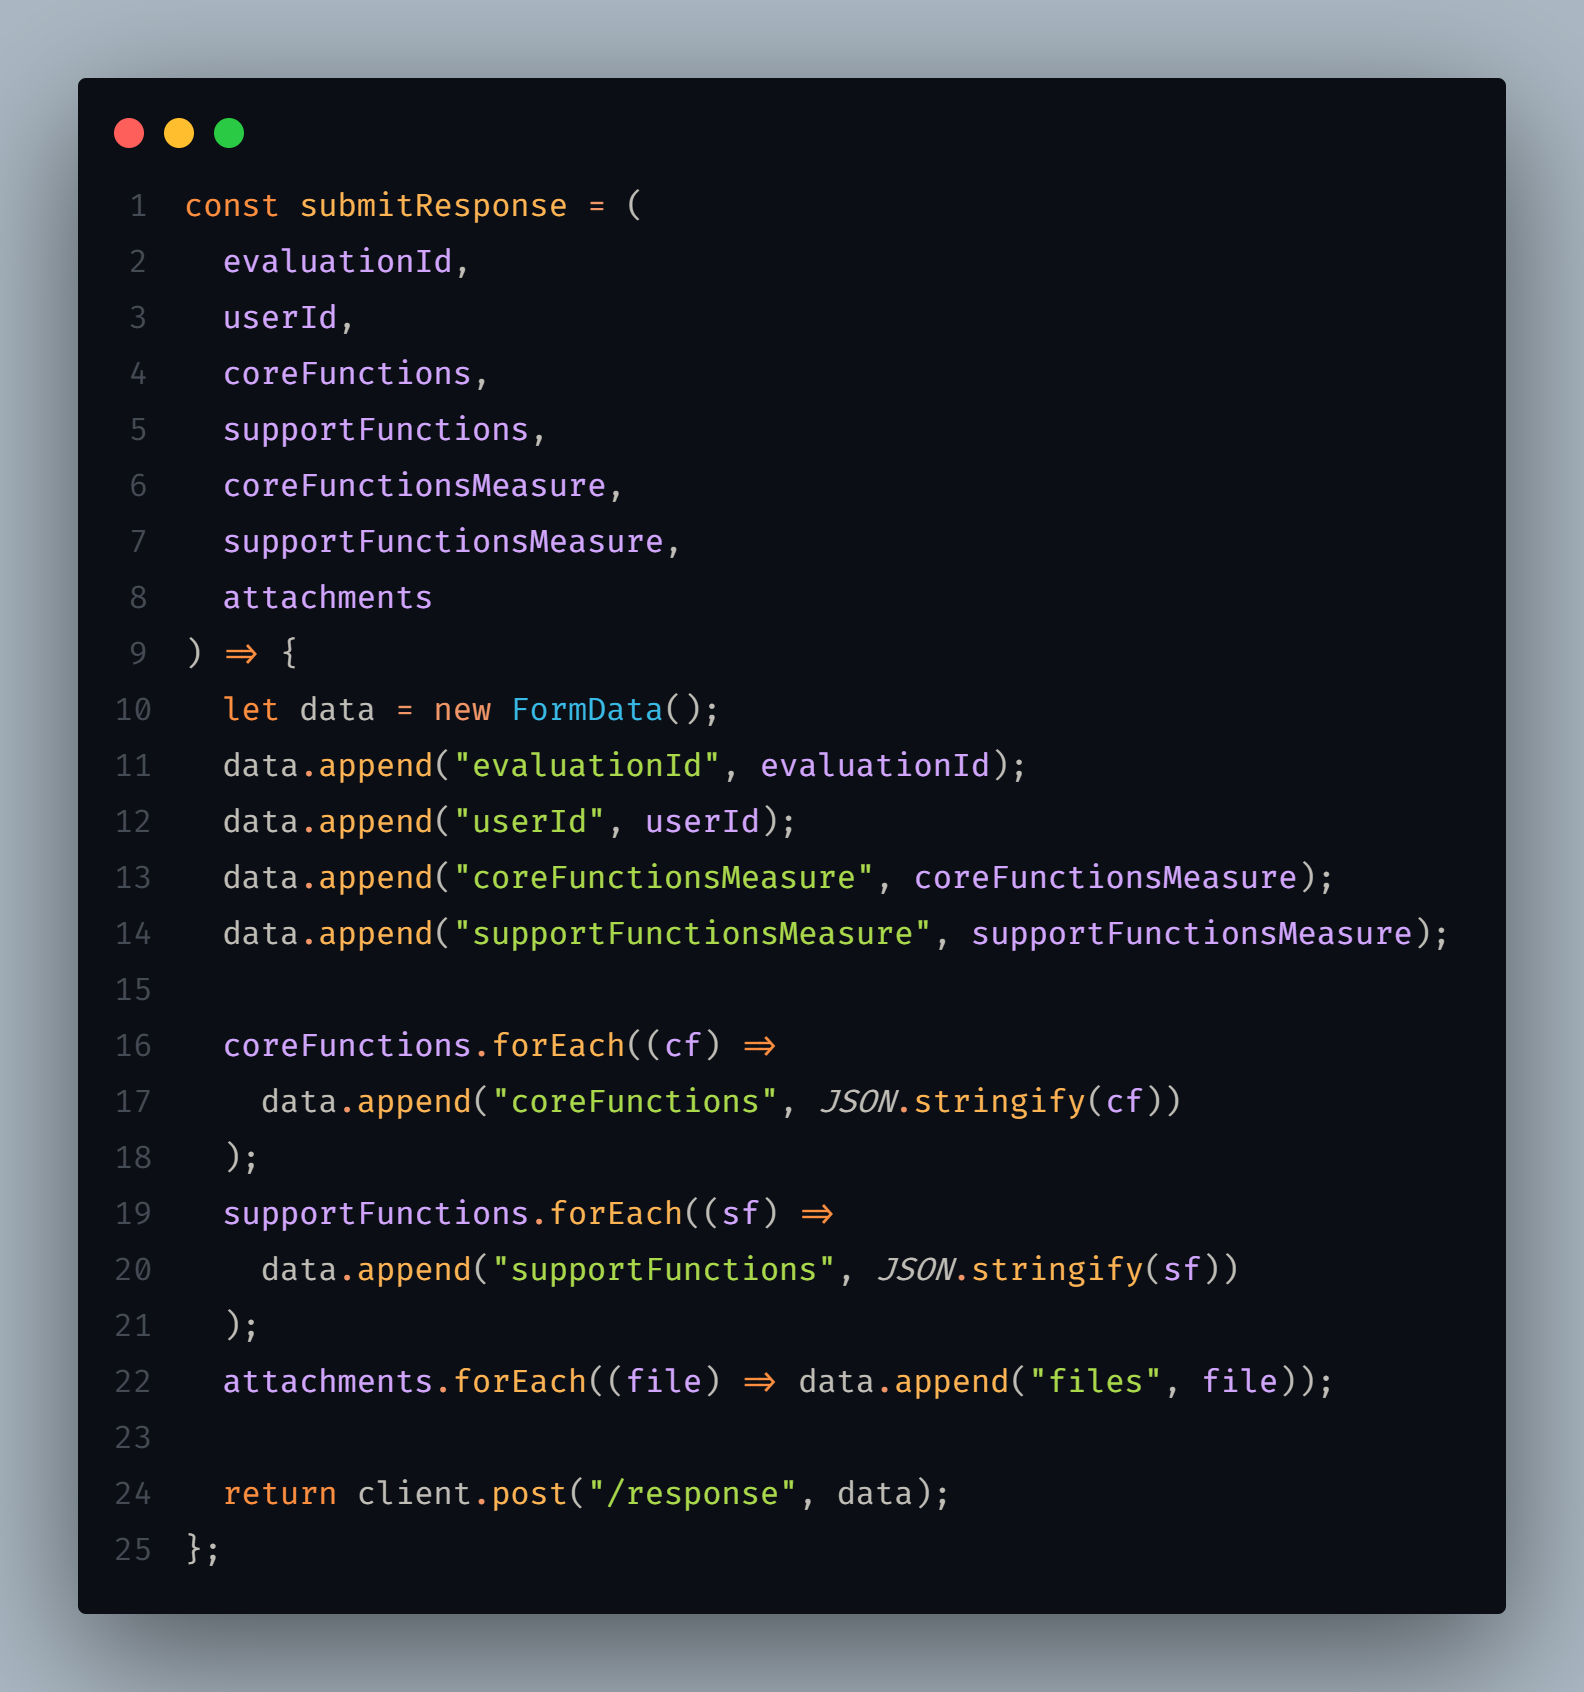 1 const submitResponse = (
2   evaluationId,
3   userId,
4   coreFunctions,
5   supportFunctions,
6   coreFunctionsMeasure,
7   supportFunctionsMeasure,
8   attachments
9 ) => {
10   let data = new FormData();
11   data.append("evaluationId", evaluationId);
12   data.append("userId", userId);
13   data.append("coreFunctionsMeasure", coreFunctionsMeasure);
14   data.append("supportFunctionsMeasure", supportFunctionsMeasure);
15
16   coreFunctions.forEach((cf) =>
17     data.append("coreFunctions", JSON.stringify(cf))
18   );
19   supportFunctions.forEach((sf) =>
20     data.append("supportFunctions", JSON.stringify(sf))
21   );
22   attachments.forEach((file) => data.append("files", file));
23
24   return client.post("/response", data);
25 };